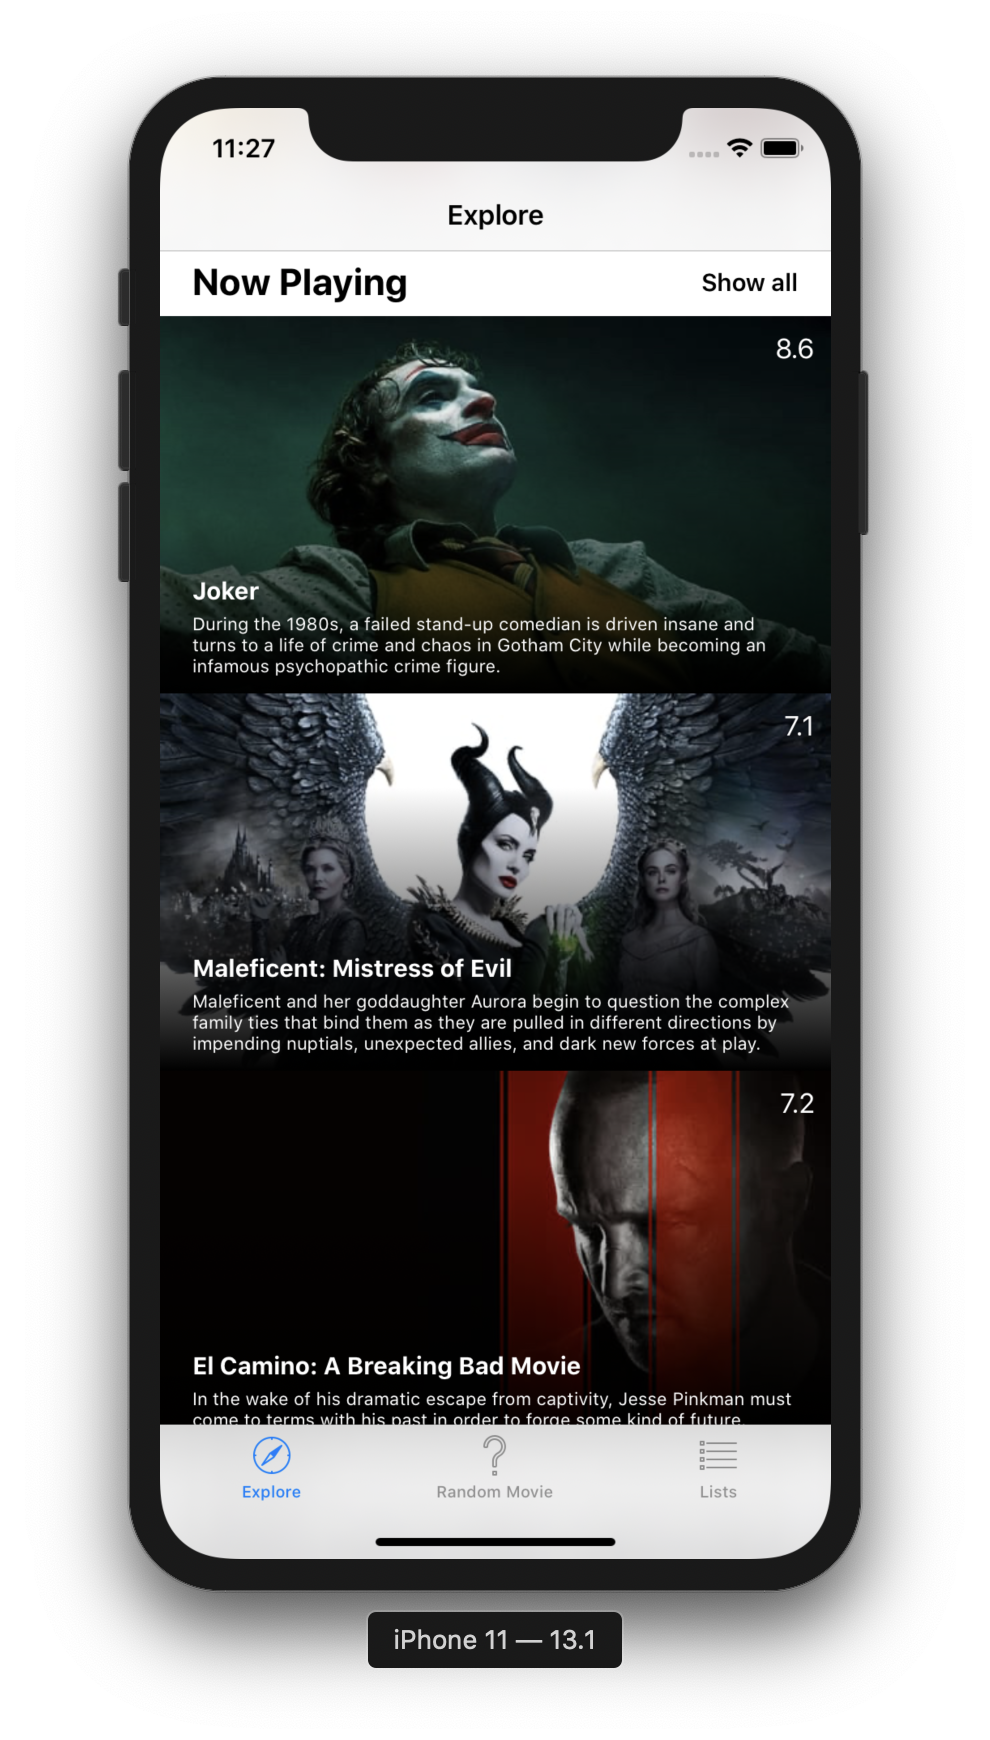 11:27
Explore
Now Playing
Show all
8.6
Joker
During the 1980s, a failed stand-up comedian is driven insane and
turns to a life of crime and chaos in Gotham City while becoming an
infamous psychopathic crime figure.
7.1
Maleficent: Mistress of Evil
Maleficent and her goddaughter Aurora begin to question the complex
family ties that bind them as they are pulled in different directions by
impending nuptials, unexpected allies, and dark new forces at play.
7.2
El Camino: A Breaking Bad Movie
In the wake of his dramatic escape from captivity, Jesse Pinkman must
come to terms with his past in order to forge some kind of future.
Explore
Random Movie
Lists
iPhone 11 — 13.1